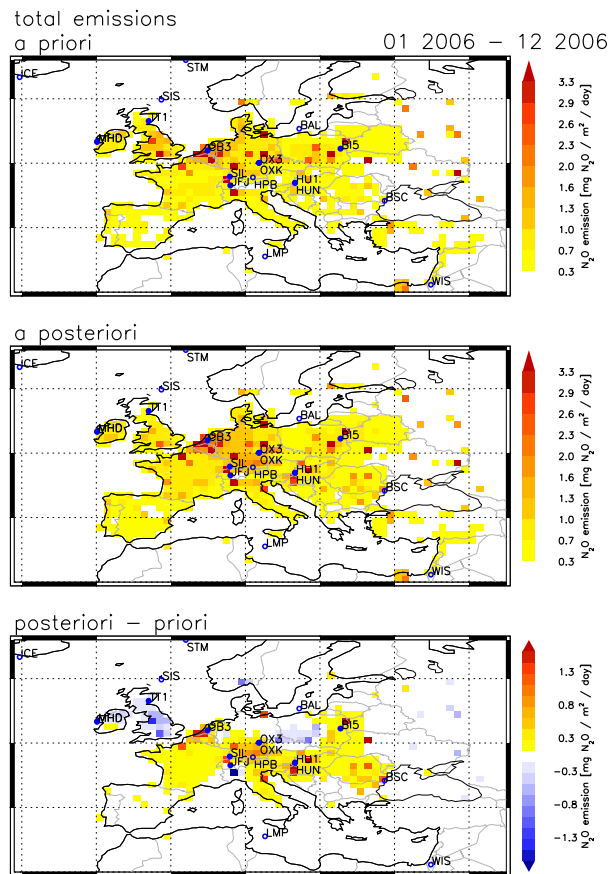 total emissions
a priori 01 2006 – 12 2006
ICE
STM
SIS
TT1
MHD
CB3
BAL
BI5
OX3
OXK
SIL
JFJ
HPB
HU1
HUN
BSC
LMP
WIS
3.3
2.9
2.6
2.3
2.0
1.6
1.3
1.0
0.7
0.3
N₂O emission [mg N₂O / m² / day]
a posteriori
ICE
STM
SIS
TT1
MHD
CB3
BAL
BI5
OX3
OXK
SIL
JFJ
HPB
HU1
HUN
BSC
LMP
WIS
3.3
2.9
2.6
2.3
2.0
1.6
1.3
1.0
0.7
0.3
N₂O emission [mg N₂O / m² / day]
posteriori – priori
ICE
STM
SIS
TT1
MHD
CB3
BAL
BI5
OX3
OXK
SIL
JFJ
HPB
HU1
HUN
BSC
LMP
WIS
1.3
0.8
0.3
-0.3
-0.8
-1.3
N₂O emission [mg N₂O / m² / day]